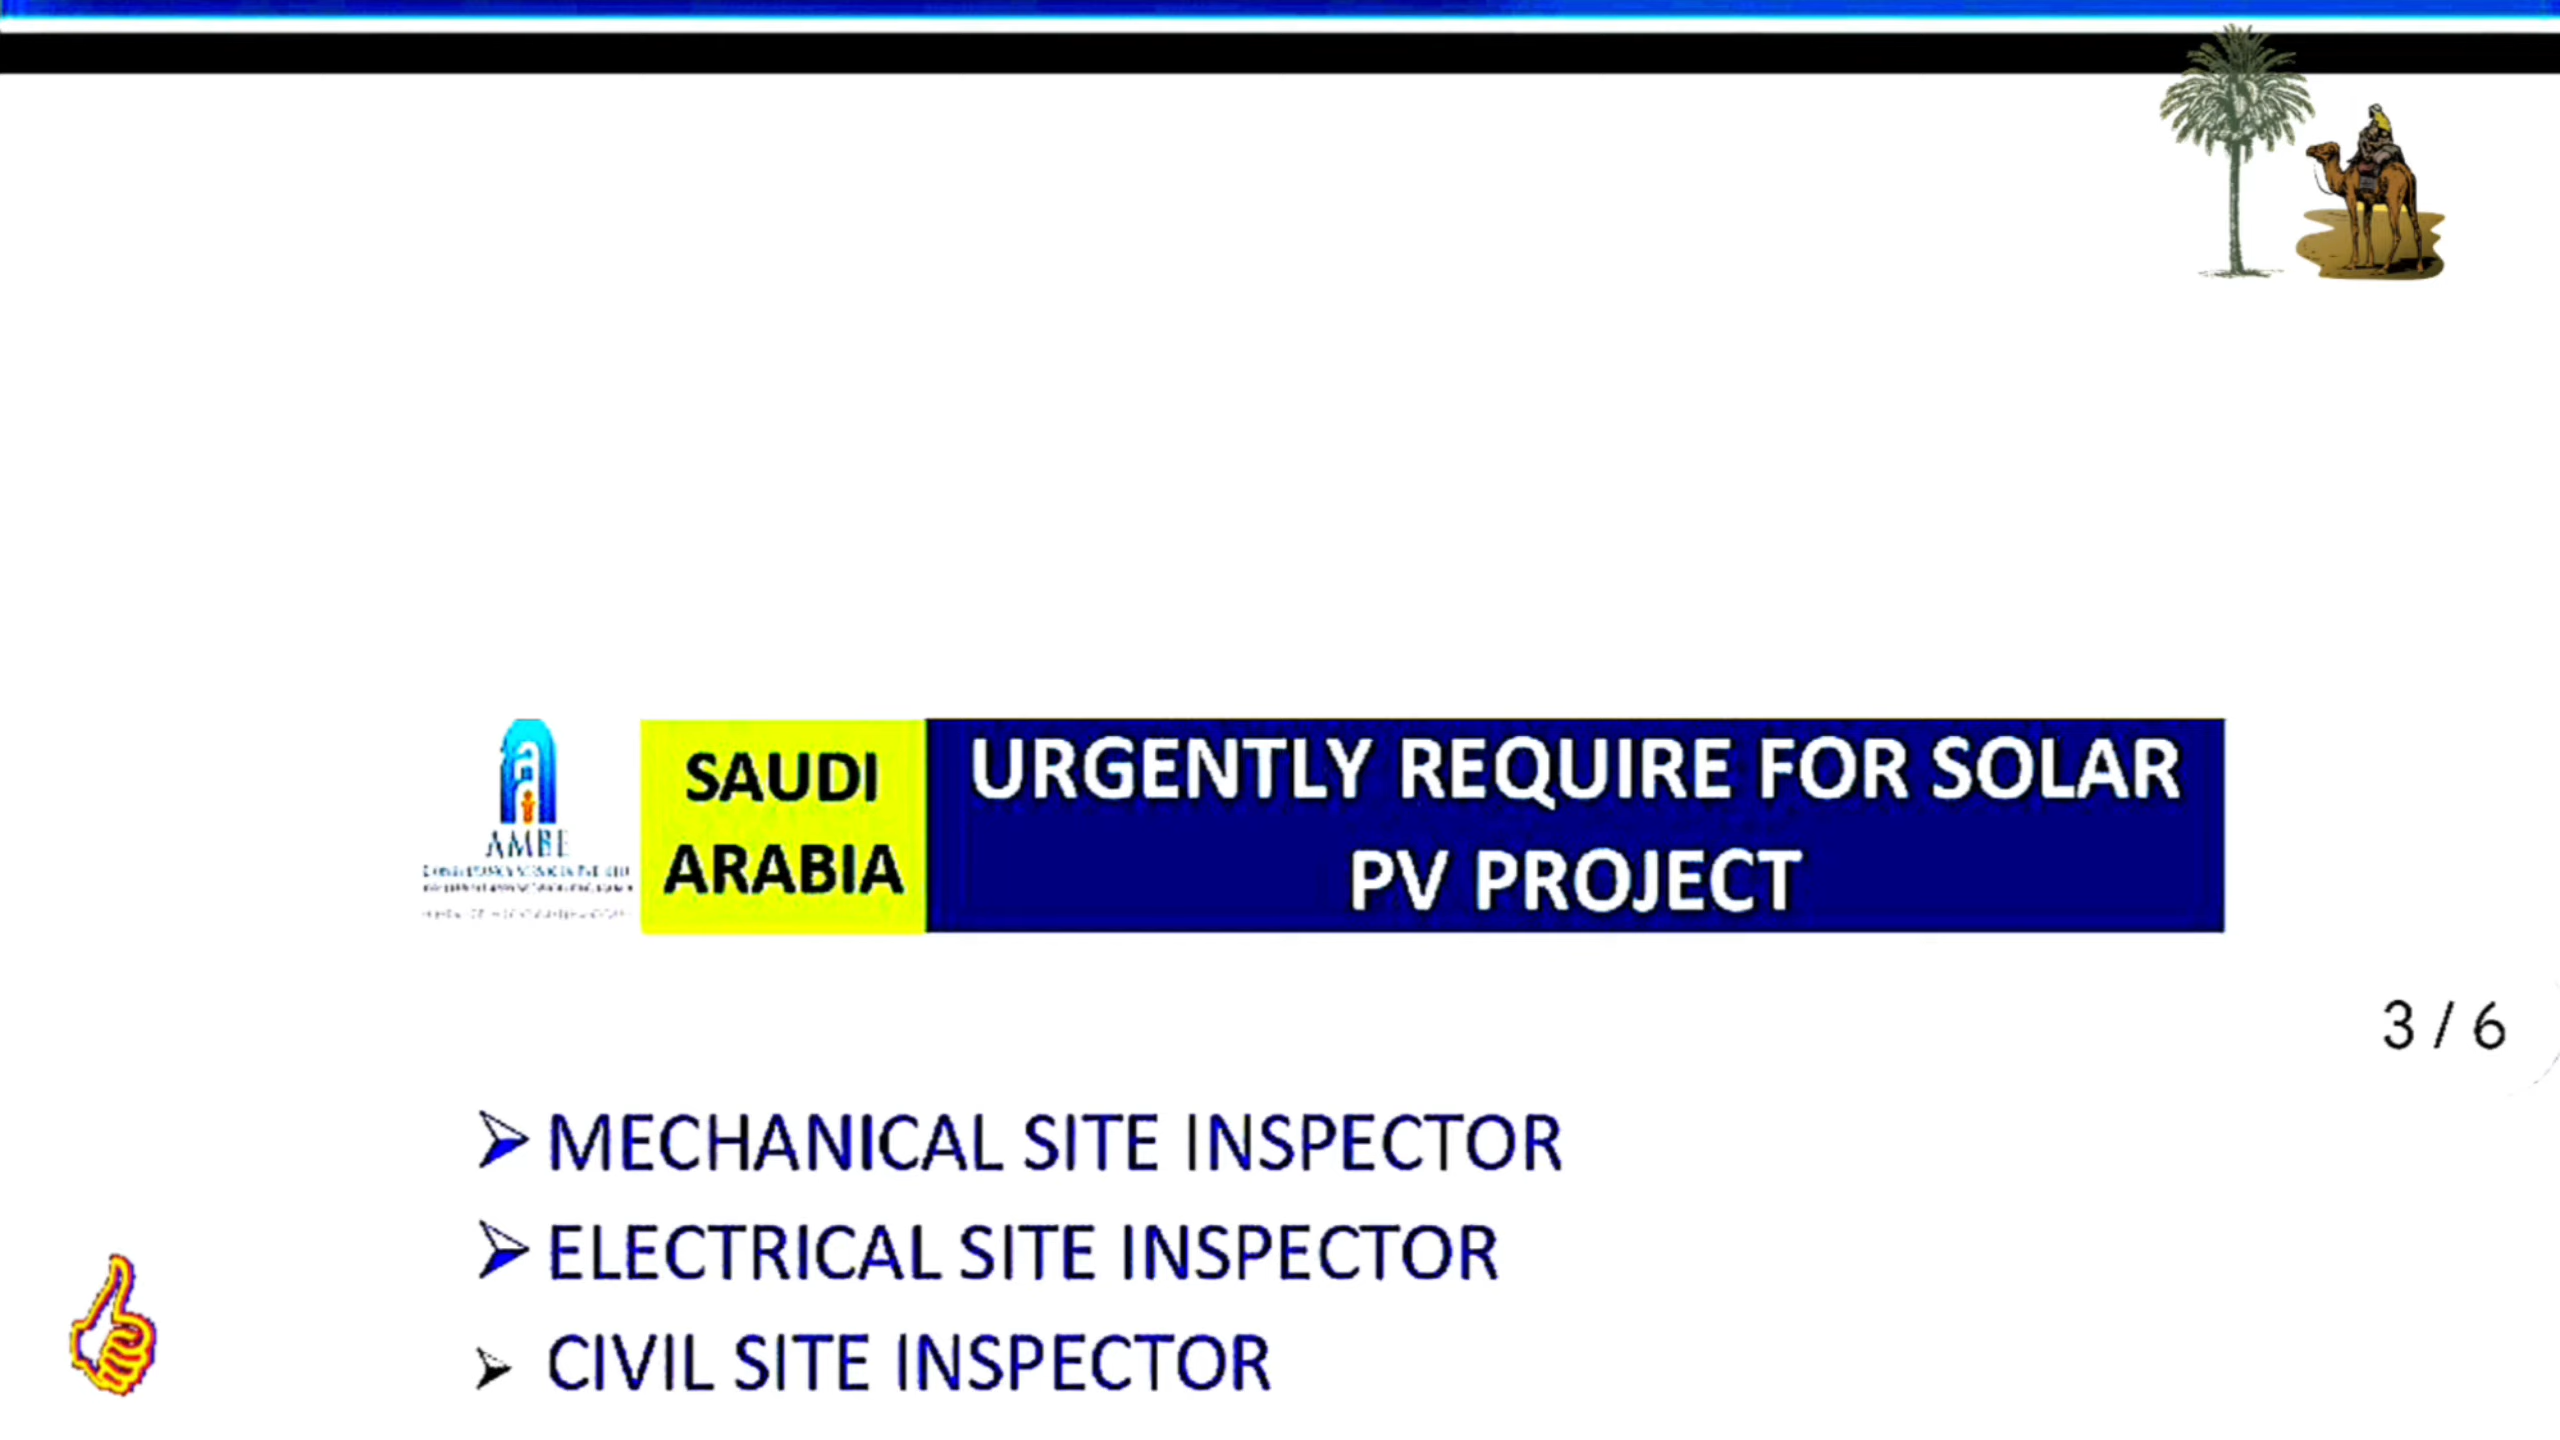 AMBE
SAUDI
ARABIA
URGENTLY REQUIRE FOR SOLAR
PV PROJECT
3 / 6
MECHANICAL SITE INSPECTOR
ELECTRICAL SITE INSPECTOR
CIVIL SITE INSPECTOR